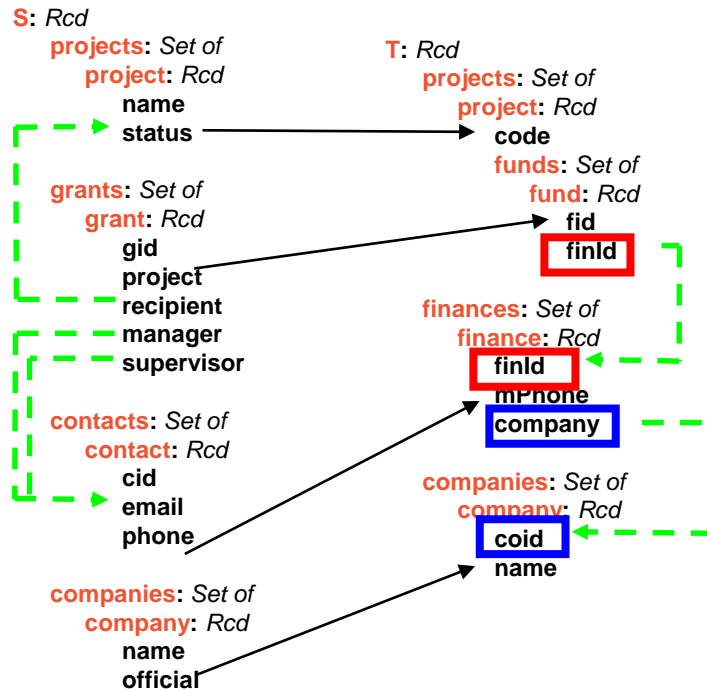 S: Rcd
projects: Set of
project: Rcd
name
status
grants: Set of
grant: Rcd
gid
project
recipient
manager
supervisor
contacts: Set of
contact: Rcd
cid
email
phone
companies: Set of
company: Rcd
name
official
T: Rcd
projects: Set of
project: Rcd
code
funds: Set of
fund: Rcd
fid
finId
finances: Set of
finance: Rcd
finId
mPhone
company
companies: Set of
company: Rcd
coid
name